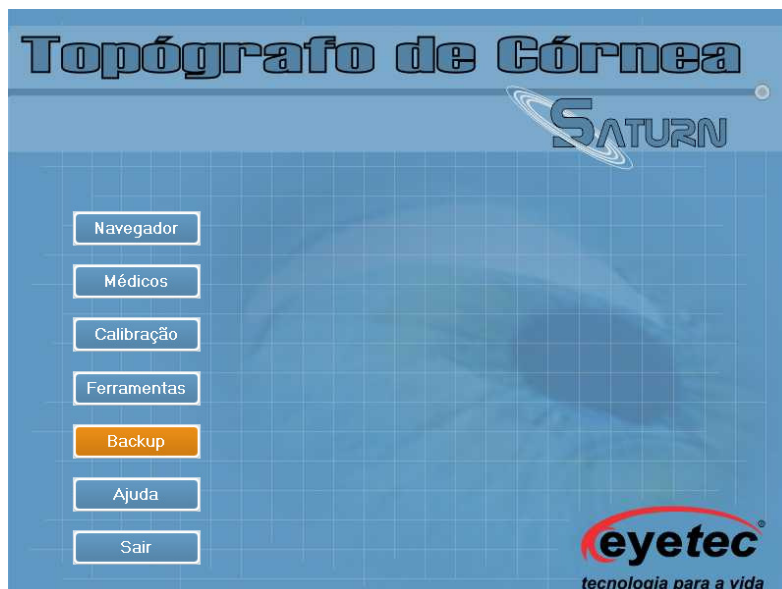 Topógrafo de Córnea
SATURN
Navegador
Médicos
Calibração
Ferramentas
Backup
Ajuda
Sair
eyetec®
tecnologia para a vida